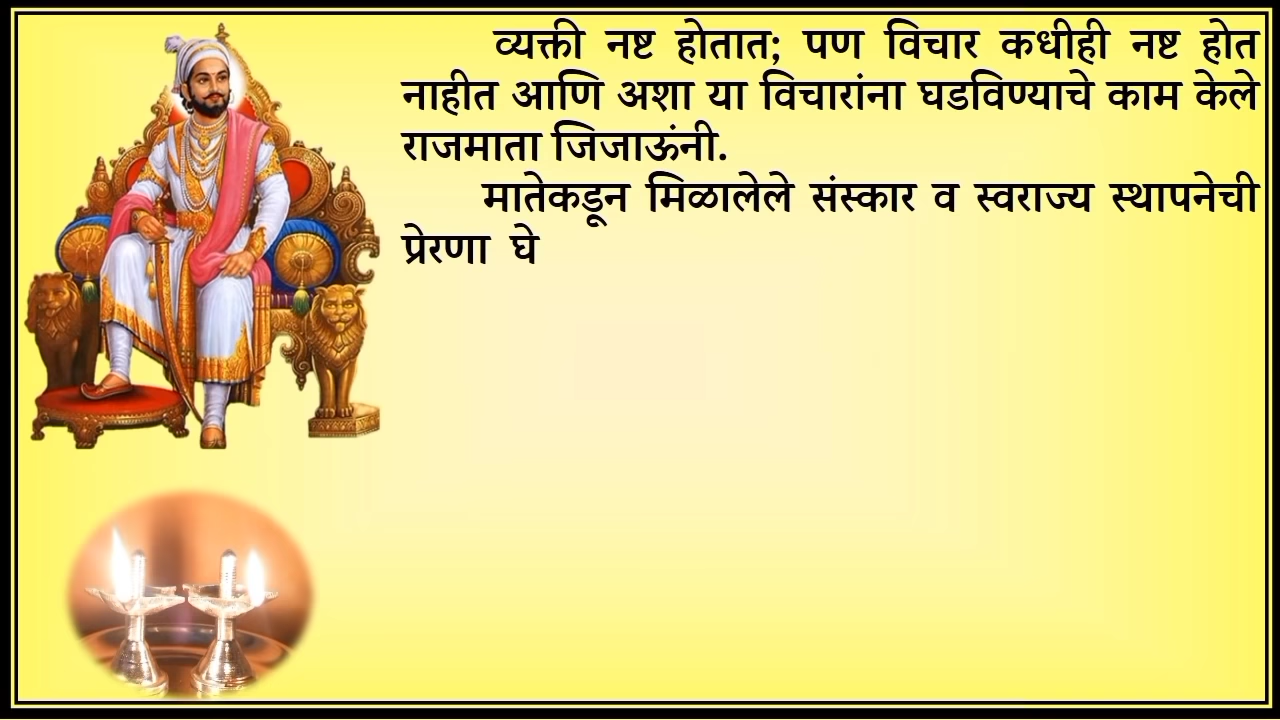 व्यक्ती नष्ट होतात; पण विचार कधीही नष्ट होत
नाहीत आणि अशा या विचारांना घडविण्याचे काम केले
राजमाता जिजाऊंनी.
मातेकडून मिळालेले संस्कार व स्वराज्य स्थापनेची
प्रेरणा घे